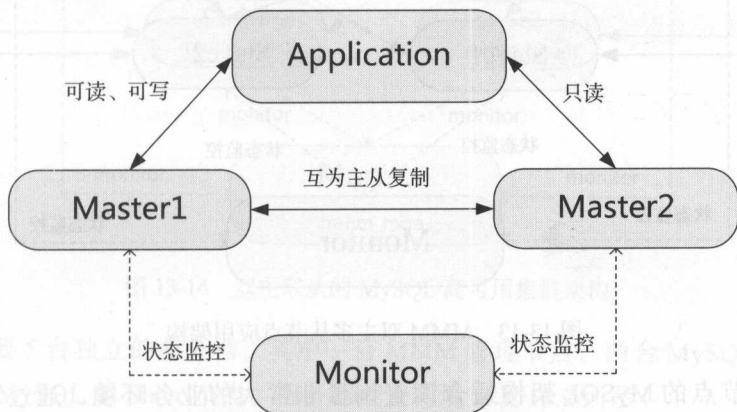 Application
可读、可写
只读
互为主从复制
Master1
Master2
状态监控
状态监控
Monitor